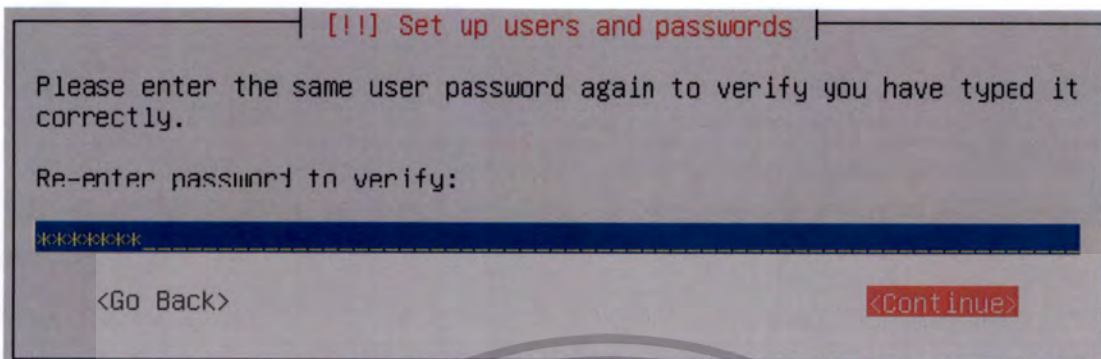 [!!] Set up users and passwords
Please enter the same user password again to verify you have typed it
correctly.
Re-enter password to verify:
*******
<Go Back>
<Continue>